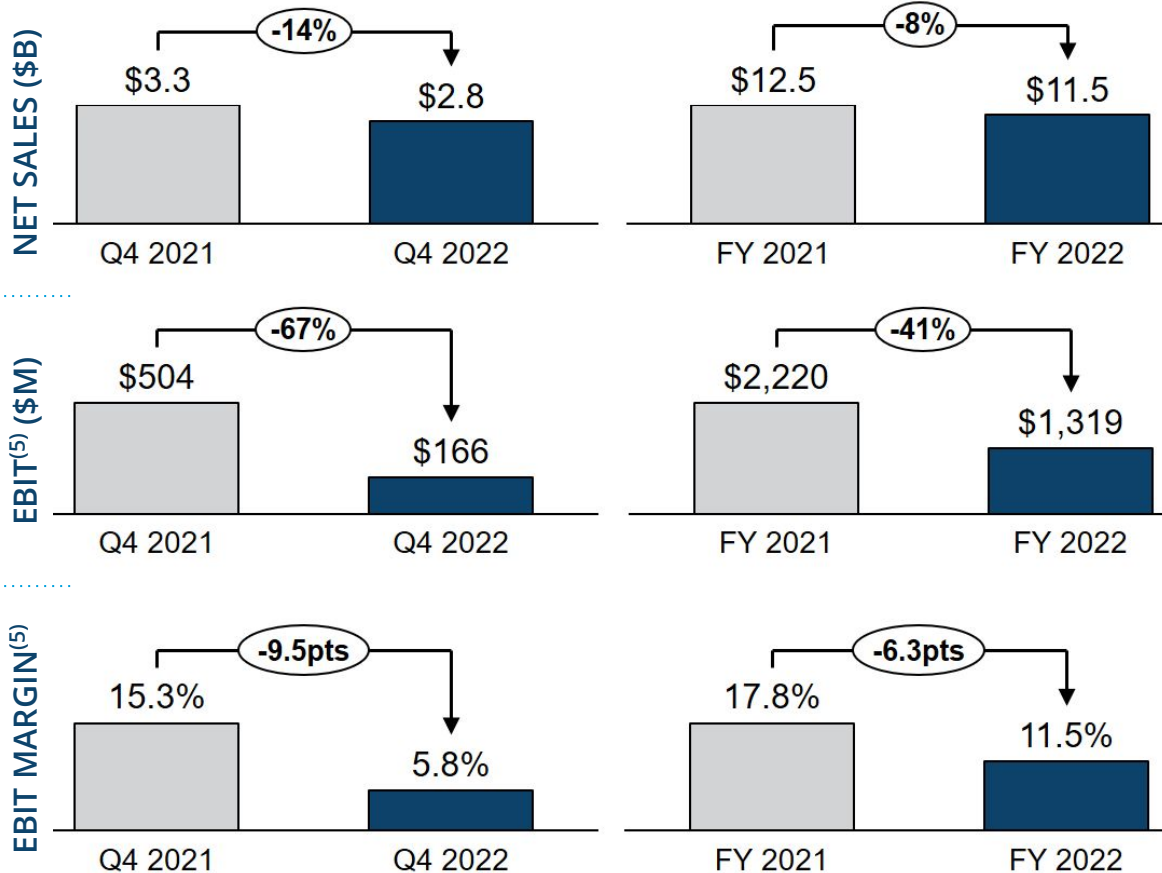 NET SALES ($B)
-14%
$3.3
$2.8
Q4 2021
Q4 2022
-8%
$12.5
$11.5
FY 2021
FY 2022
EBIT(5) ($M)
-67%
$504
$166
Q4 2021
Q4 2022
-41%
$2,220
$1,319
FY 2021
FY 2022
EBIT MARGIN(5)
-9.5pts
15.3%
5.8%
Q4 2021
Q4 2022
-6.3pts
17.8%
11.5%
FY 2021
FY 2022